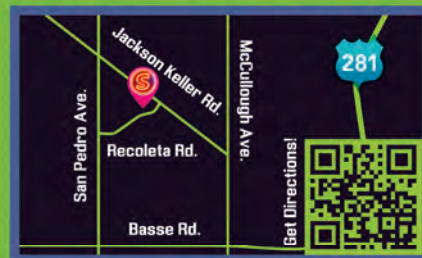 Jackson Keller Rd.
McCullough Ave.
281
S
San Pedro Ave.
Recoleta Rd.
Get Directions!
Basse Rd.